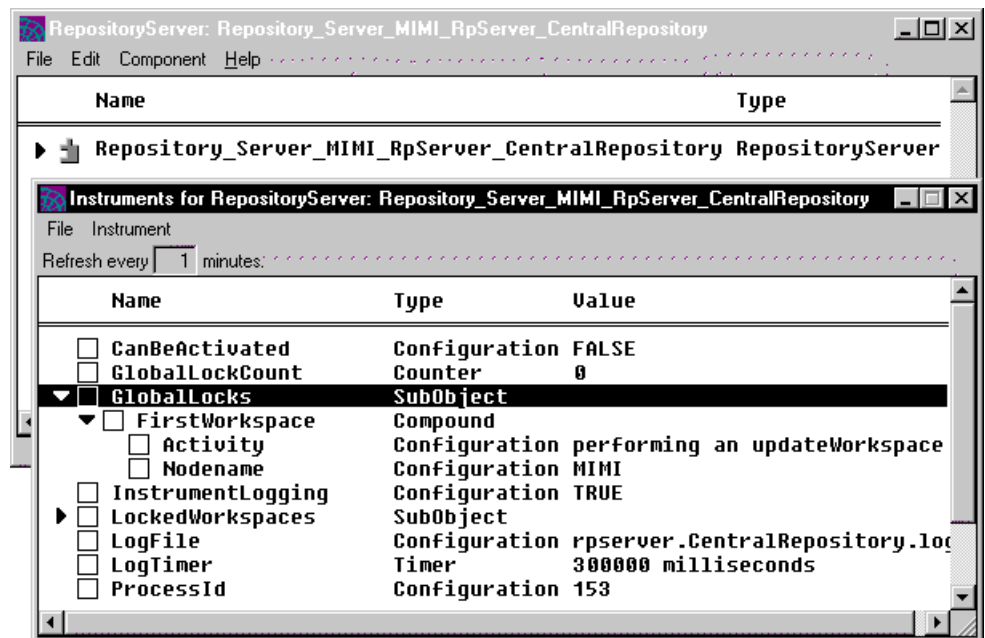 RepositoryServer: Repository_Server_MIMI_RpServer_CentralRepository
File Edit Component Help
Name Type
Repository_Server_MIMI_RpServer_CentralRepository RepositoryServer
Instruments for RepositoryServer: Repository_Server_MIMI_RpServer_CentralRepository
File Instrument
Refresh every 1 minutes:
Name Type Value
CanBeActivated Configuration FALSE
GlobalLockCount Counter 0
GlobalLocks SubObject
FirstWorkspace Compound
Activity Configuration performing an updateWorkspace
Nodename Configuration MIMI
InstrumentLogging Configuration TRUE
LockedWorkspaces SubObject
LogFile Configuration rpserver.CentralRepository.log
LogTimer Timer 300000 milliseconds
ProcessId Configuration 153